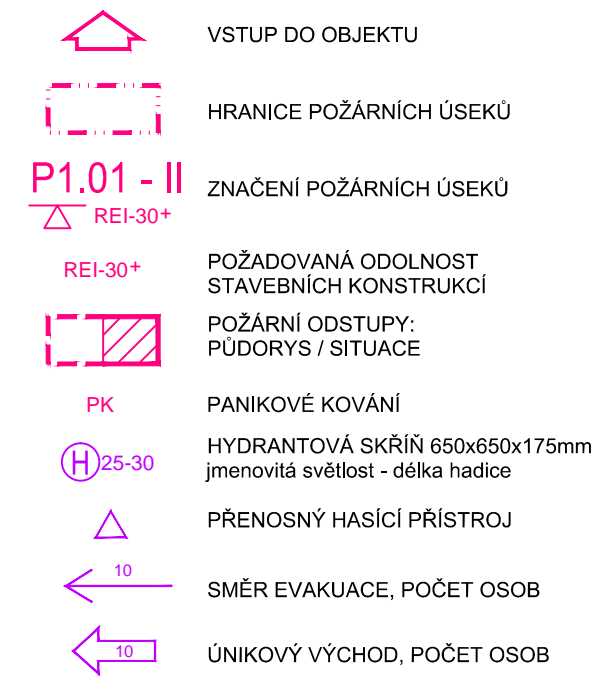 VSTUP DO OBJEKTU
HRANICE POŽÁRNÍCH ÚSEKŮ
P1.01 - II
REI-30+
ZNAČENÍ POŽÁRNÍCH ÚSEKŮ
REI-30+
POŽADOVANÁ ODOLNOST
STAVEBNÍCH KONSTRUKCÍ
POŽÁRNÍ ODSTUPY:
PŮDORYS / SITUACE
PK
PANIKOVÉ KOVÁNÍ
H 25-30
HYDRANTOVÁ SKŘÍŇ 650x650x175mm
jmenovitá světlost - délka hadice
PŘENOSNÝ HASÍCÍ PŘÍSTROJ
10
SMĚR EVAKUACE, POČET OSOB
10
ÚNIKOVÝ VÝCHOD, POČET OSOB